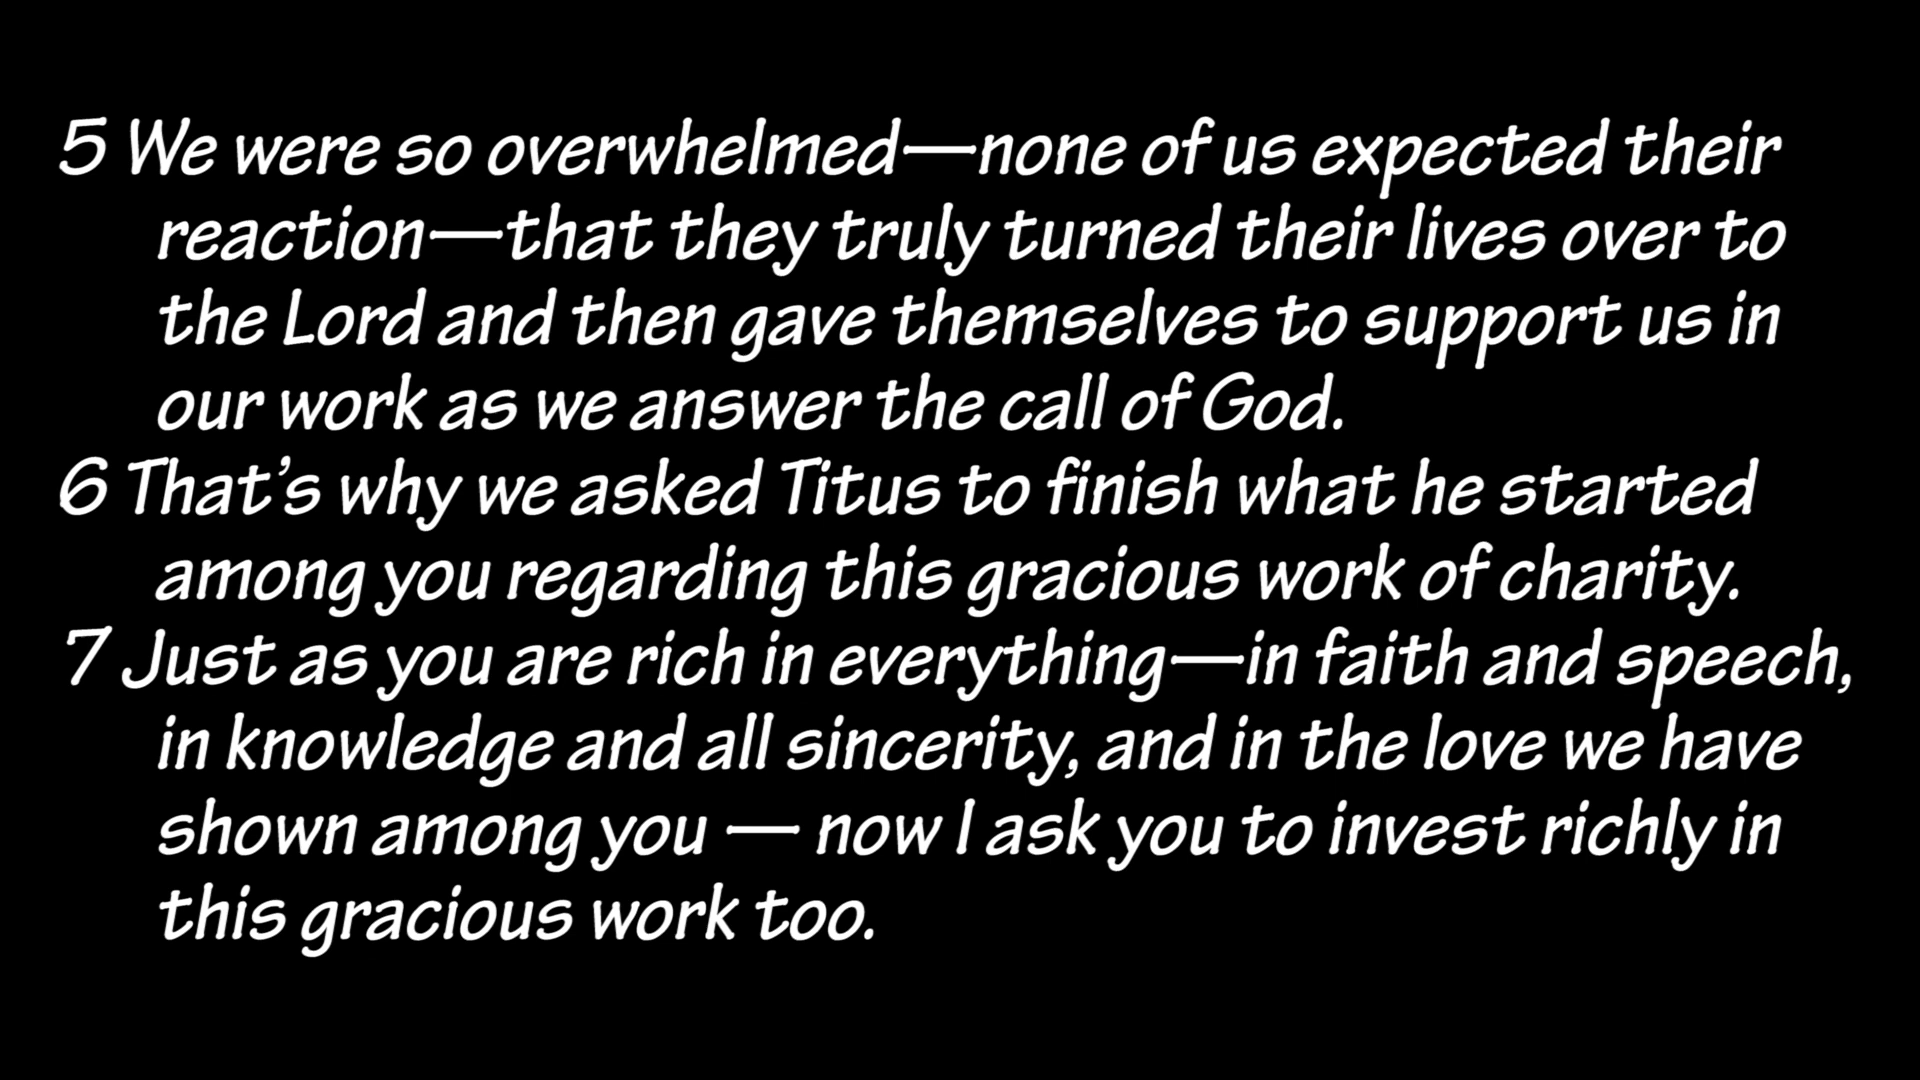 5 We were so overwhelmed—none of us expected their
reaction—that they truly turned their lives over to
the Lord and then gave themselves to support us in
our work as we answer the call of God.
6 That’s why we asked Titus to finish what he started
among you regarding this gracious work of charity.
7 Just as you are rich in everything—in faith and speech,
in knowledge and all sincerity, and in the love we have
shown among you — now I ask you to invest richly in
this gracious work too.